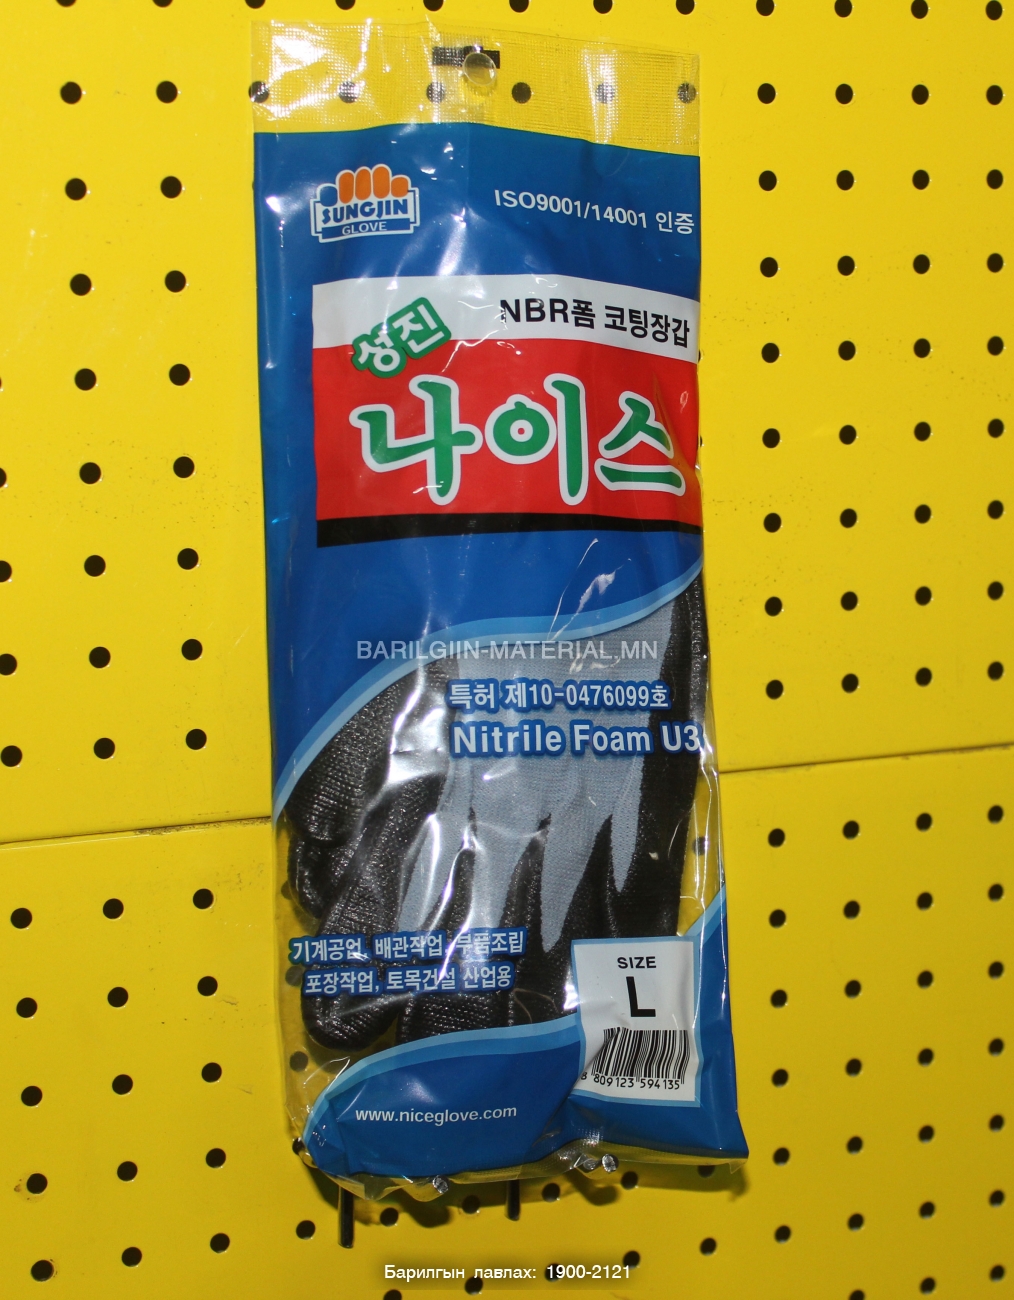 SUNGJIN
GLOVE
ISO9001/14001 인증
NBR폼 코팅장갑
성진
나이스
BARILGIIN-MATERIAL.MN
특허 제10-0476099호
Nitrile Foam U3
기계공업, 배관작업, 부품조립
포장작업, 토목건설 산업용
SIZE
L
8 809123 594135
www.niceglove.com
Барилгын лавлах: 1900-2121